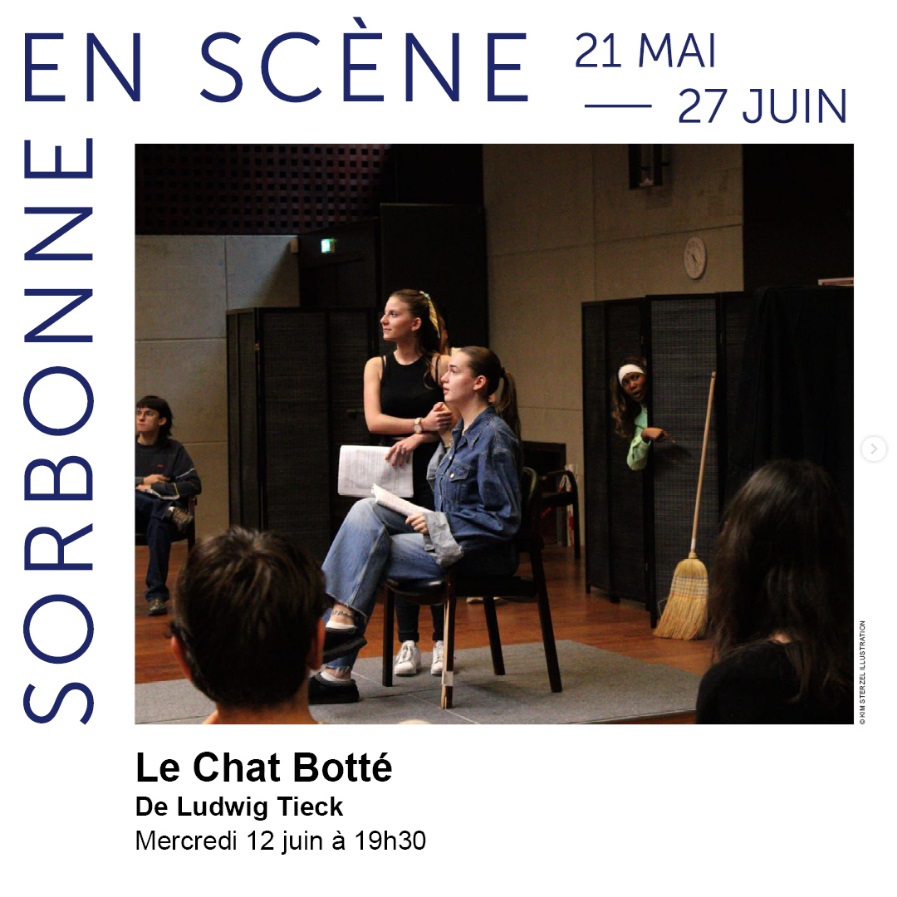 SORBONNE
EN SCÈNE
21 MAI
— 27 JUIN
© KIM STERZEL ILLUSTRATION
Le Chat Botté
De Ludwig Tieck
Mercredi 12 juin à 19h30